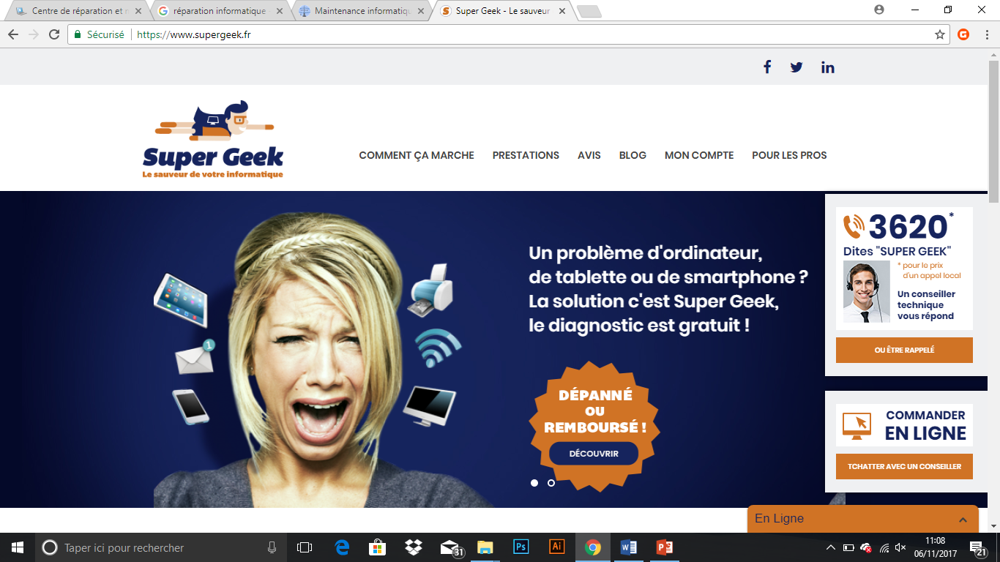 Centre de réparation et m
réparation informatique -
Maintenance informatiqu
Super Geek - Le sauveur
Sécurisé
https://www.supergeek.fr
Super Geek
Le sauveur de votre informatique
COMMENT ÇA MARCHE
PRESTATIONS
AVIS
BLOG
MON COMPTE
POUR LES PROS
Un problème d'ordinateur,
de tablette ou de smartphone ?
La solution c'est Super Geek,
le diagnostic est gratuit !
1
DÉPANNÉ
OU
REMBOURSÉ !
DÉCOUVRIR
3620*
Dites "SUPER GEEK"
* pour le prix
d'un appel local
Un conseiller
technique
vous répond
OU ÊTRE RAPPELÉ
COMMANDER
EN LIGNE
TCHATTER AVEC UN CONSEILLER
En Ligne
Taper ici pour rechercher
31
Ps
Ai
11:08
06/11/2017
21